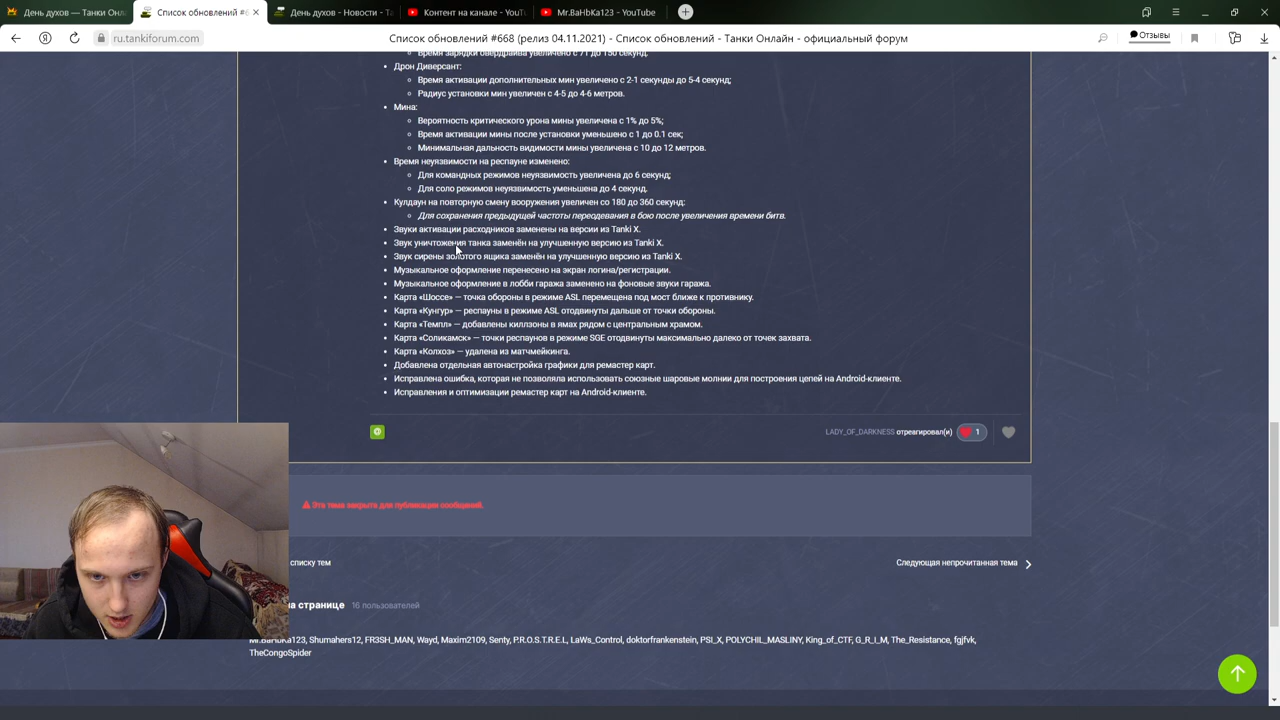 День духов — Танки Онл
Список обновлений #6
День духов - Новости - Та
Контент на канале - YouTu
Mr.BaHbKa123 - YouTube
ru.tankiforum.com
Список обновлений #668 (релиз 04.11.2021) - Список обновлений - Танки Онлайн - официальный форум
Отзывы
Время зарядки овердрайва увеличено с 71 до 150 секунд.
Дрон Диверсант:
Время активации дополнительных мин увеличено с 2-1 секунды до 5-4 секунд;
Радиус установки мин увеличен с 4-5 до 4-6 метров.
Мина:
Вероятность критического урона мины увеличена с 1% до 5%;
Время активации мины после установки уменьшено с 1 до 0.1 сек;
Минимальная дальность видимости мины увеличена с 10 до 12 метров.
Время неуязвимости на респауне изменено:
Для командных режимов неуязвимость увеличена до 6 секунд;
Для соло режимов неуязвимость уменьшена до 4 секунд.
Кулдаун на повторную смену вооружения увеличен со 180 до 360 секунд:
Для сохранения предыдущей частоты переодевания в бою после увеличения времени битв.
Звуки активации расходников заменены на версии из Tanki X.
Звук уничтожения танка заменён на улучшенную версию из Tanki X.
Звук сирены золотого ящика заменён на улучшенную версию из Tanki X.
Музыкальное оформление перенесено на экран логина/регистрации.
Музыкальное оформление в лобби гаража заменено на фоновые звуки гаража.
Карта «Шоссе» — точка обороны в режиме ASL перемещена под мост ближе к противнику.
Карта «Кунгур» — респауны в режиме ASL отодвинуты дальше от точки обороны.
Карта «Темпл» — добавлены киллзоны в ямах рядом с центральным храмом.
Карта «Соликамск» — точки респаунов в режиме SGE отодвинуты максимально далеко от точек захвата.
Карта «Колхоз» — удалена из матчмейкинга.
Добавлена отдельная автонастройка графики для ремастер карт.
Исправлена ошибка, которая не позволяла использовать союзные шаровые молнии для построения цепей на Android-клиенте.
Исправления и оптимизации ремастер карт на Android-клиенте.
LADY_OF_DARKNESS отреагировал(и) 1
Эта тема закрыта для публикации сообщений.
списку тем
Следующая непрочитанная тема
на странице 16 пользователей
Mr.BaHbKa123, Shumahers12, FR3SH_MAN, Wayd, Maxim2109, Senty, P.R.O.S.T.R.E.L, LaWs_Control, doktorfrankenstein, PSI_X, POLYCHIL_MASLINY, King_of_CTF, G_R_I_M, The_Resistance, fgjfvk,
TheCongoSpider